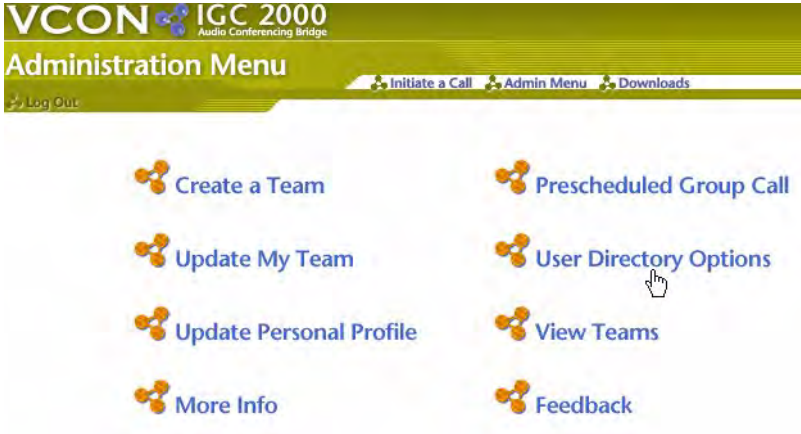 VCON IGC 2000
Audio Conferencing Bridge
Administration Menu
Initiate a Call Admin Menu Downloads
Log Out
Create a Team Prescheduled Group Call
Update My Team User Directory Options
Update Personal Profile View Teams
More Info Feedback